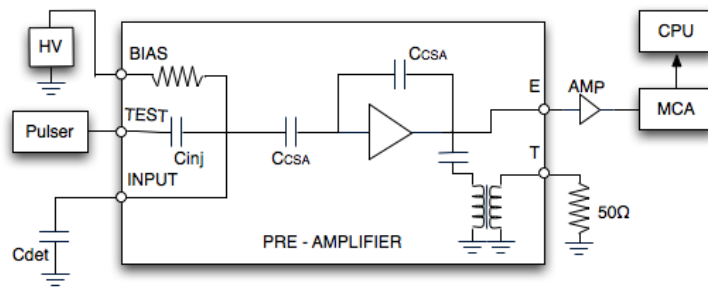 HV
BIAS
CCSA
CPU
TEST
E
AMP
MCA
Pulser
Cinj
CCSA
T
INPUT
50Ω
Cdet
PRE - AMPLIFIER